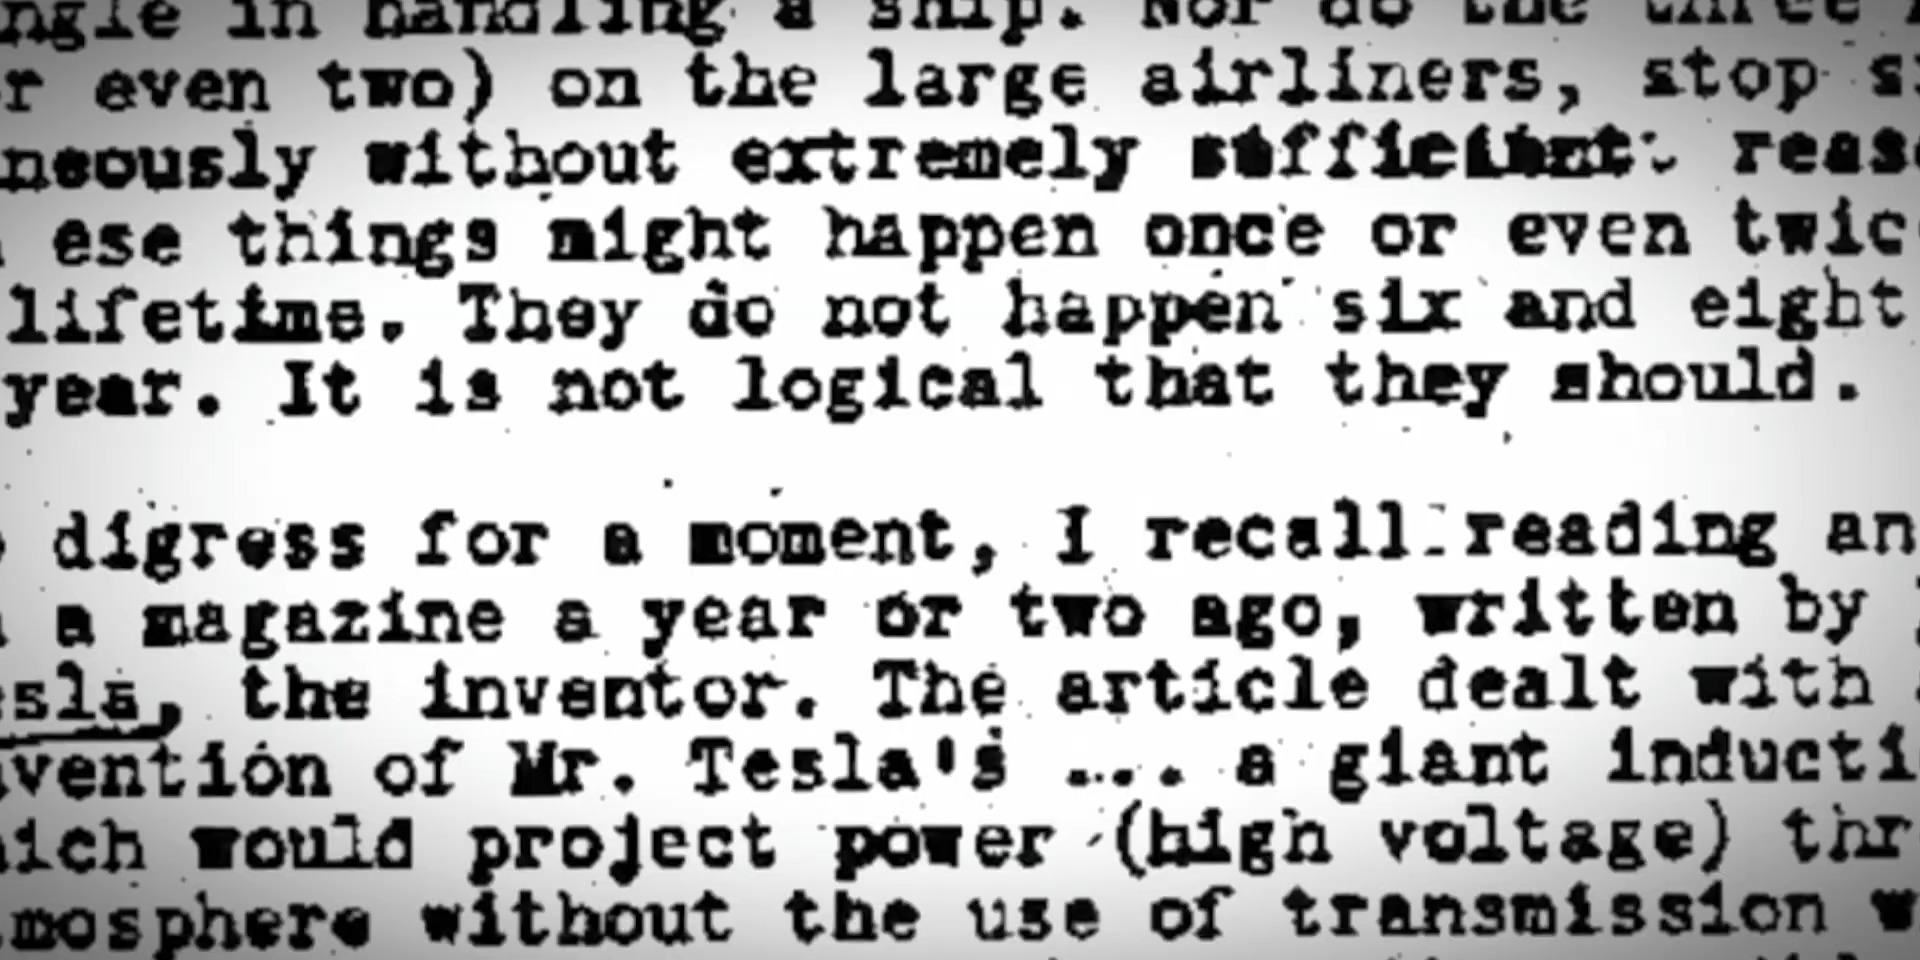 ngle in handling a ship. Nor do the three
r even two) on the large airliners, stop s
neously without extremely sufficient reas
ese things might happen once or even twic
lifetime. They do not happen six and eight
year. It is not logical that they should.
digress for a moment, I recall reading an
a magazine a year or two ago, written by
sla, the inventor. The article dealt with
vention of Mr. Tesla's ... a giant inducti
ich would project power (high voltage) thr
mosphere without the use of transmission w